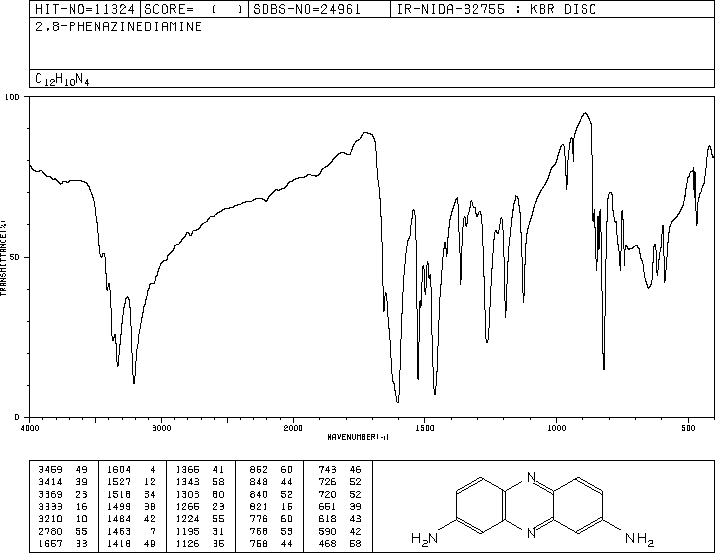 HIT-NO=11324 SCORE= ( ) SDBS-NO=24961 IR-NIDA-32755 : KBR DISC
2,8-PHENAZINEDIAMINE
C12H10N4
100
50
0
TRANSMITTANCE(%)
4000 3000 2000 1500 1000 500
WAVENUMBER(-1)
3469 49 1604 4 1366 41 862 60 743 46
3414 39 1527 12 1343 58 848 44 726 52
3369 23 1518 34 1303 60 840 52 720 52
3333 16 1499 38 1266 23 821 16 651 39
3210 10 1484 42 1224 55 776 60 618 43
2780 55 1463 7 1195 31 768 59 590 42
1657 33 1418 49 1126 36 758 44 468 58
N
N
H2N
NH2